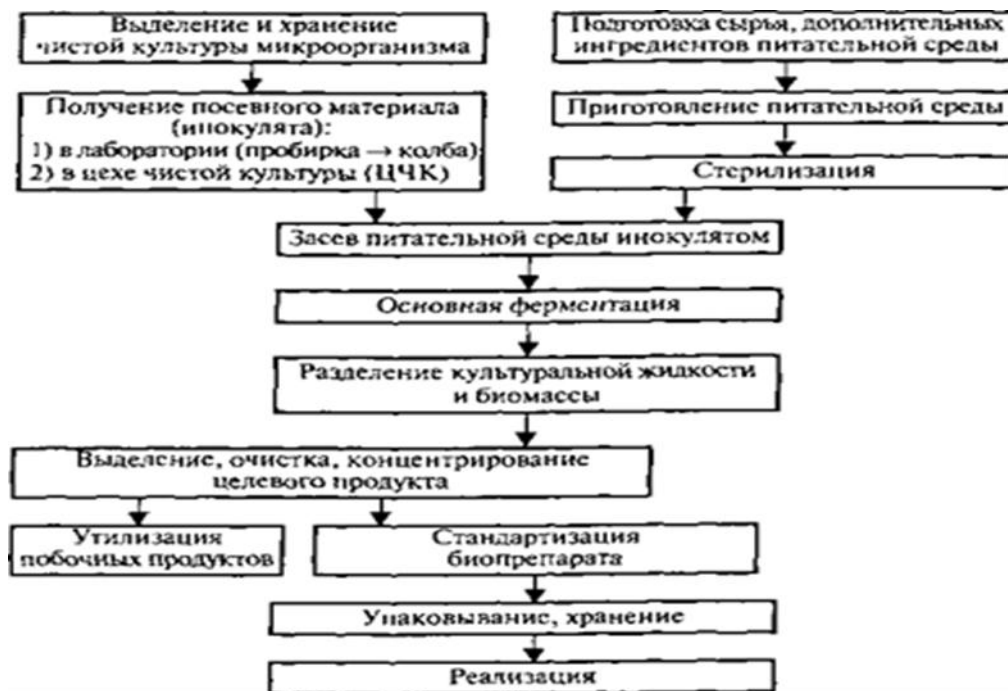 Выделение и хранение
чистой культуры микроорганизма
Подготовка сырья, дополнительных
ингредиентов питательной среды
Получение посевного материала
(инокулята):
1) в лаборатории (пробирка → колба)
2) в цехе чистой культуры (ЦЧК)
Приготовление питательной среды
Стерилизация
Засев питательной среды инокулятом
Основная ферментация
Разделение культуральной жидкости
и биомассы
Выделение, очистка, концентрирование
целевого продукта
Утилизация
побочных продуктов
Стандартизация
биопрепарата
Упаковывание, хранение
Реализация